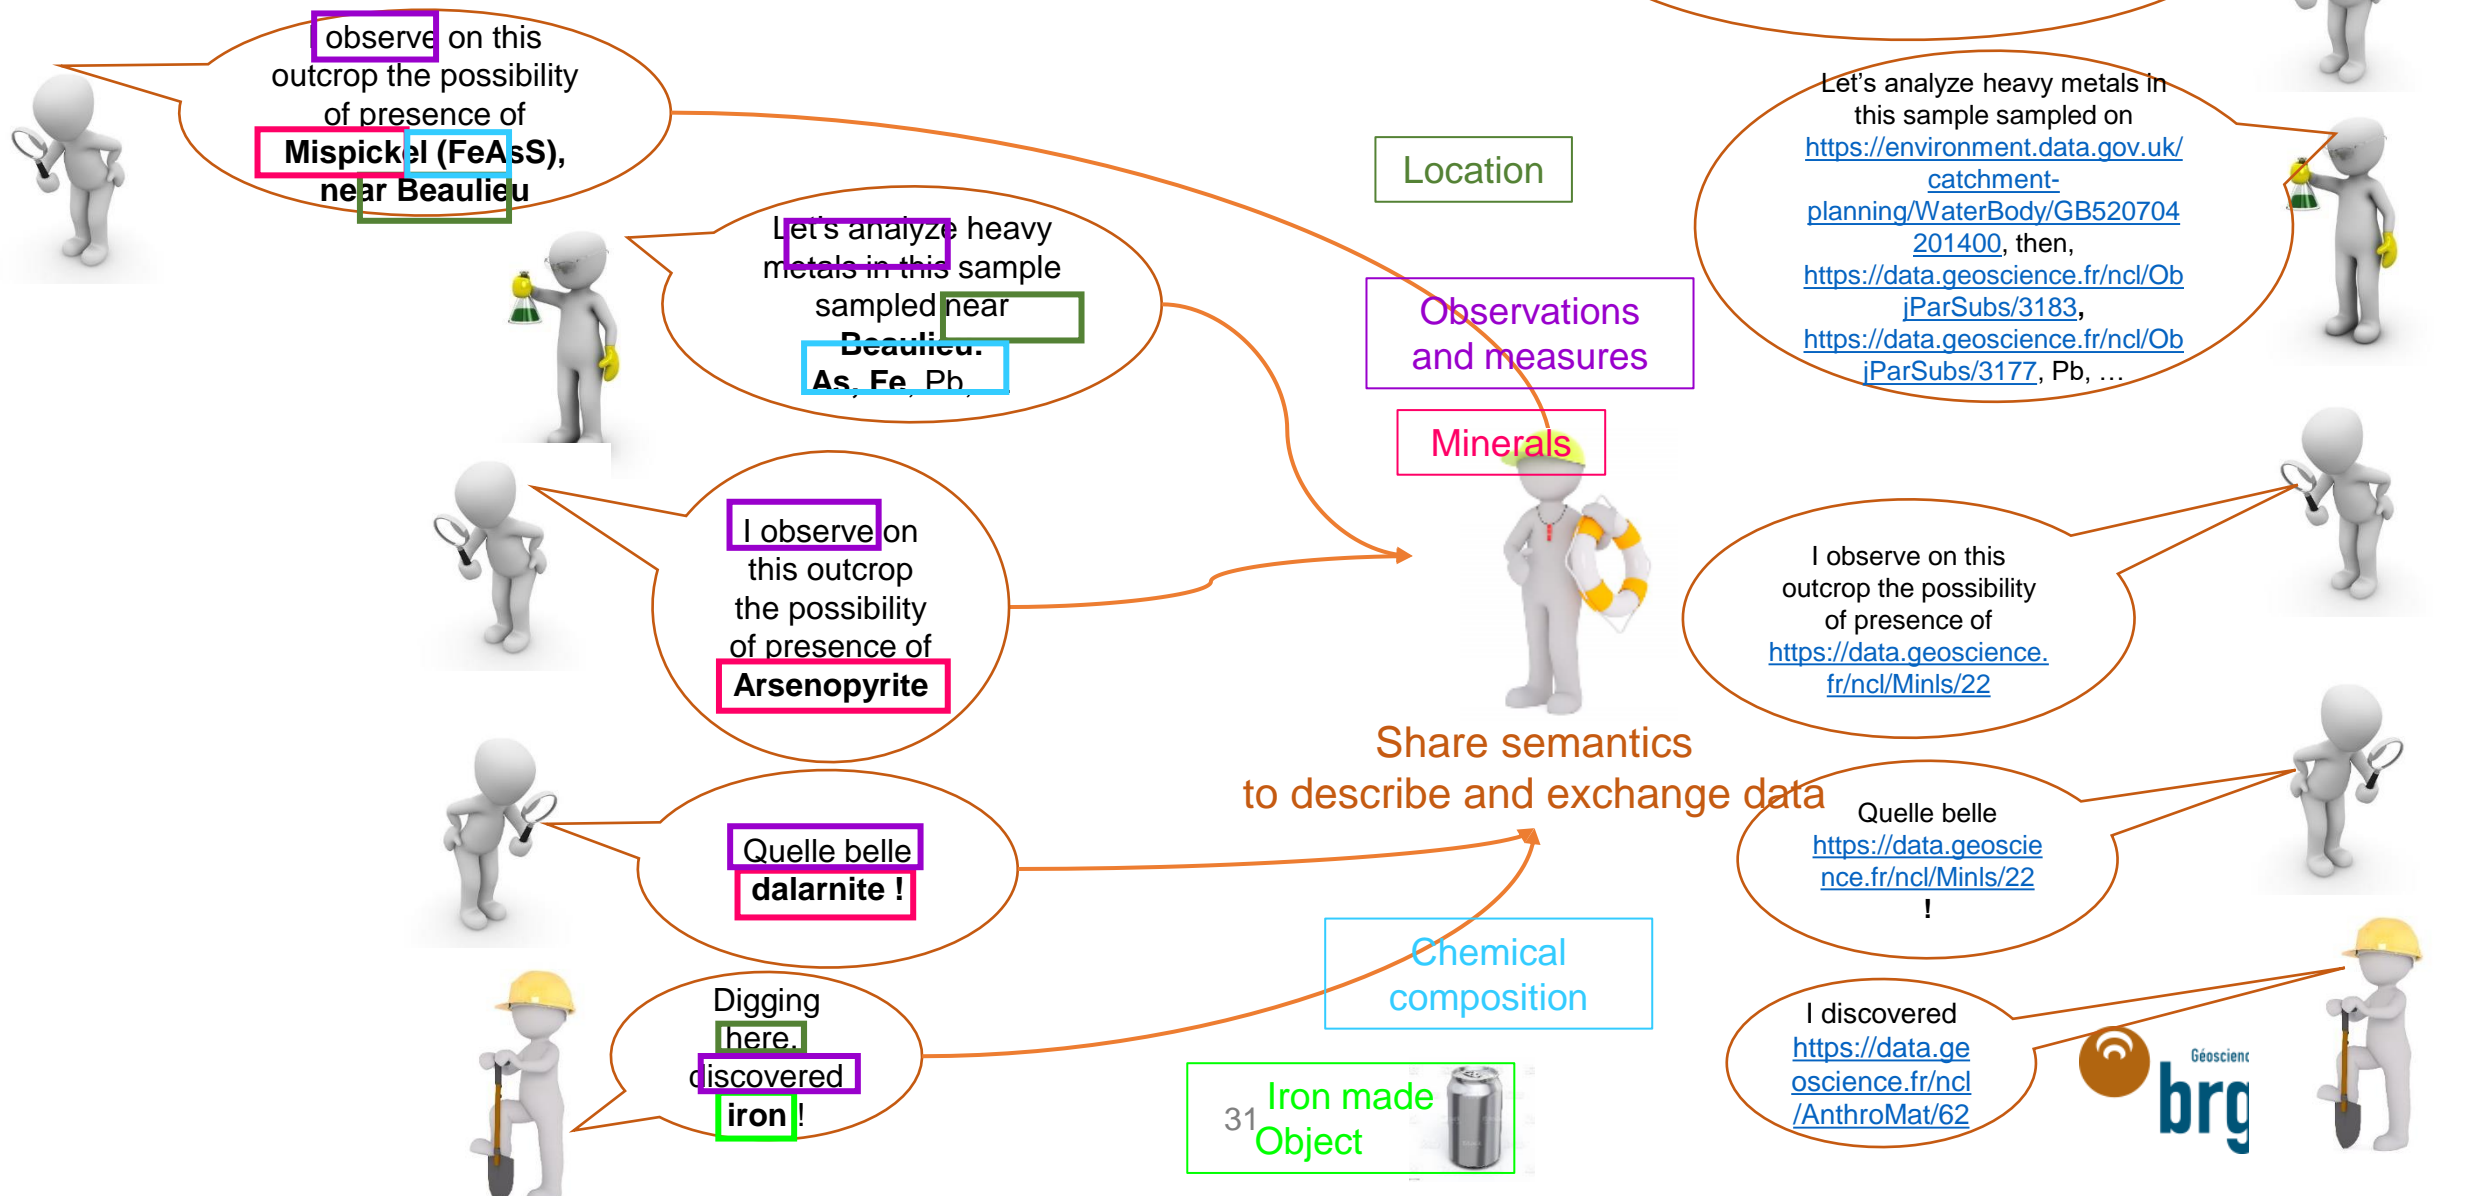 I observe on this
outcrop the possibility
of presence of
Mispickel (FeAsS),
near Beaulieu
Let's analyze heavy
metals in this sample
sampled near
Beaulieu:
As, Fe, Pb, …
I observe on
this outcrop
the possibility
of presence of
Arsenopyrite
Quelle belle
dalarnite !
Digging
here,
discovered
iron !
Location
Observations
and measures
Minerals
Share semantics
to describe and exchange data
Chemical
composition
31
Iron made
Object
Let’s analyze heavy metals in
this sample sampled on
https://environment.data.gov.uk/
catchment-
planning/WaterBody/GB520704
201400, then,
https://data.geoscience.fr/ncl/Ob
jParSubs/3183,
https://data.geoscience.fr/ncl/Ob
jParSubs/3177, Pb, …
I observe on this
outcrop the possibility
of presence of
https://data.geoscience.
fr/ncl/Minls/22
Quelle belle
https://data.geoscie
nce.fr/ncl/Minls/22
!
I discovered
https://data.ge
oscience.fr/ncl
/AnthroMat/62
Géoscienc
brg